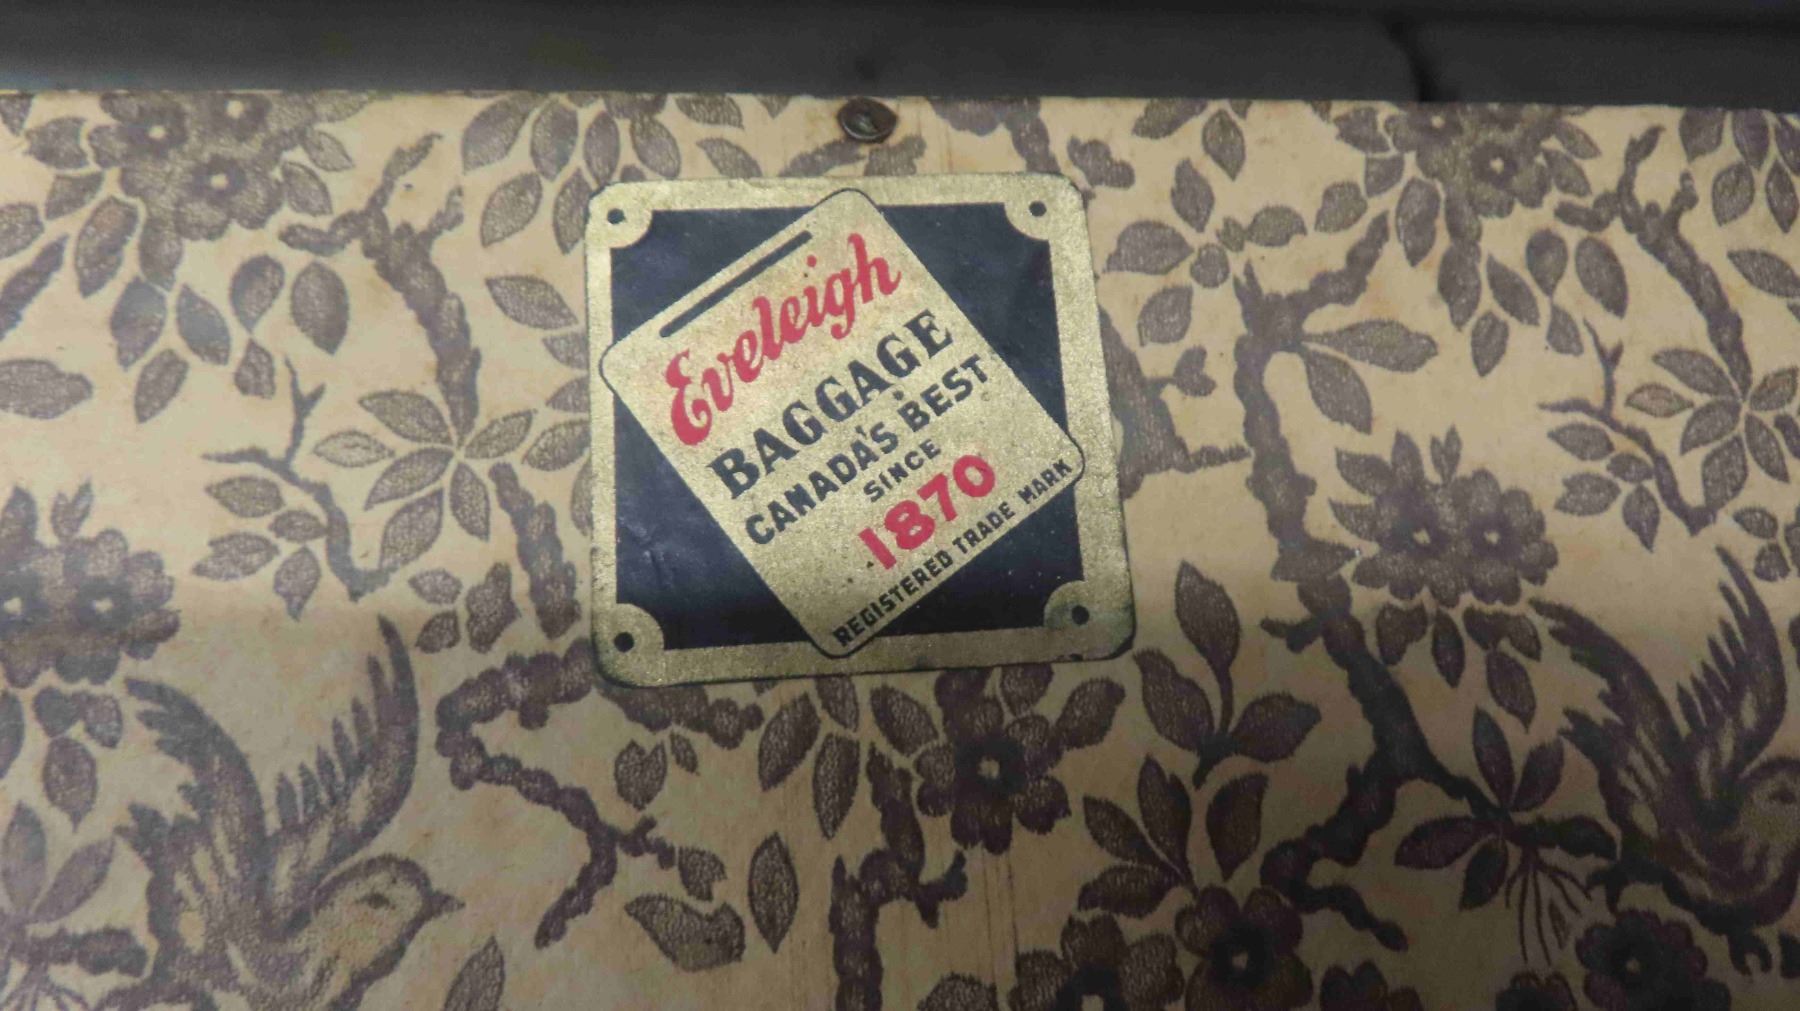 Eveleigh
BAGGAGE
CANADA'S BEST
SINCE
1870
REGISTERED TRADE MARK